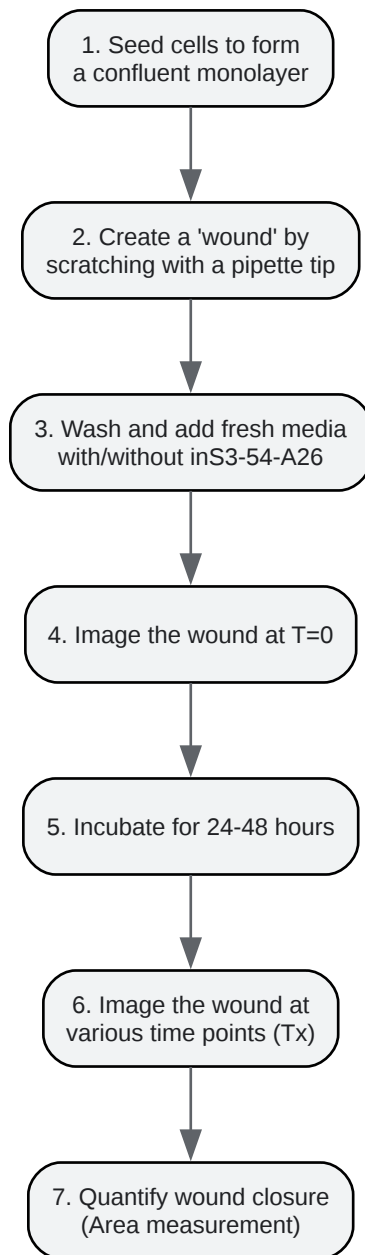 1. Seed cells to form
a confluent monolayer
2. Create a 'wound' by
scratching with a pipette tip
3. Wash and add fresh media
with/without inS3-54-A26
4. Image the wound at T=0
5. Incubate for 24-48 hours
6. Image the wound at
various time points (Tx)
7. Quantify wound closure
(Area measurement)